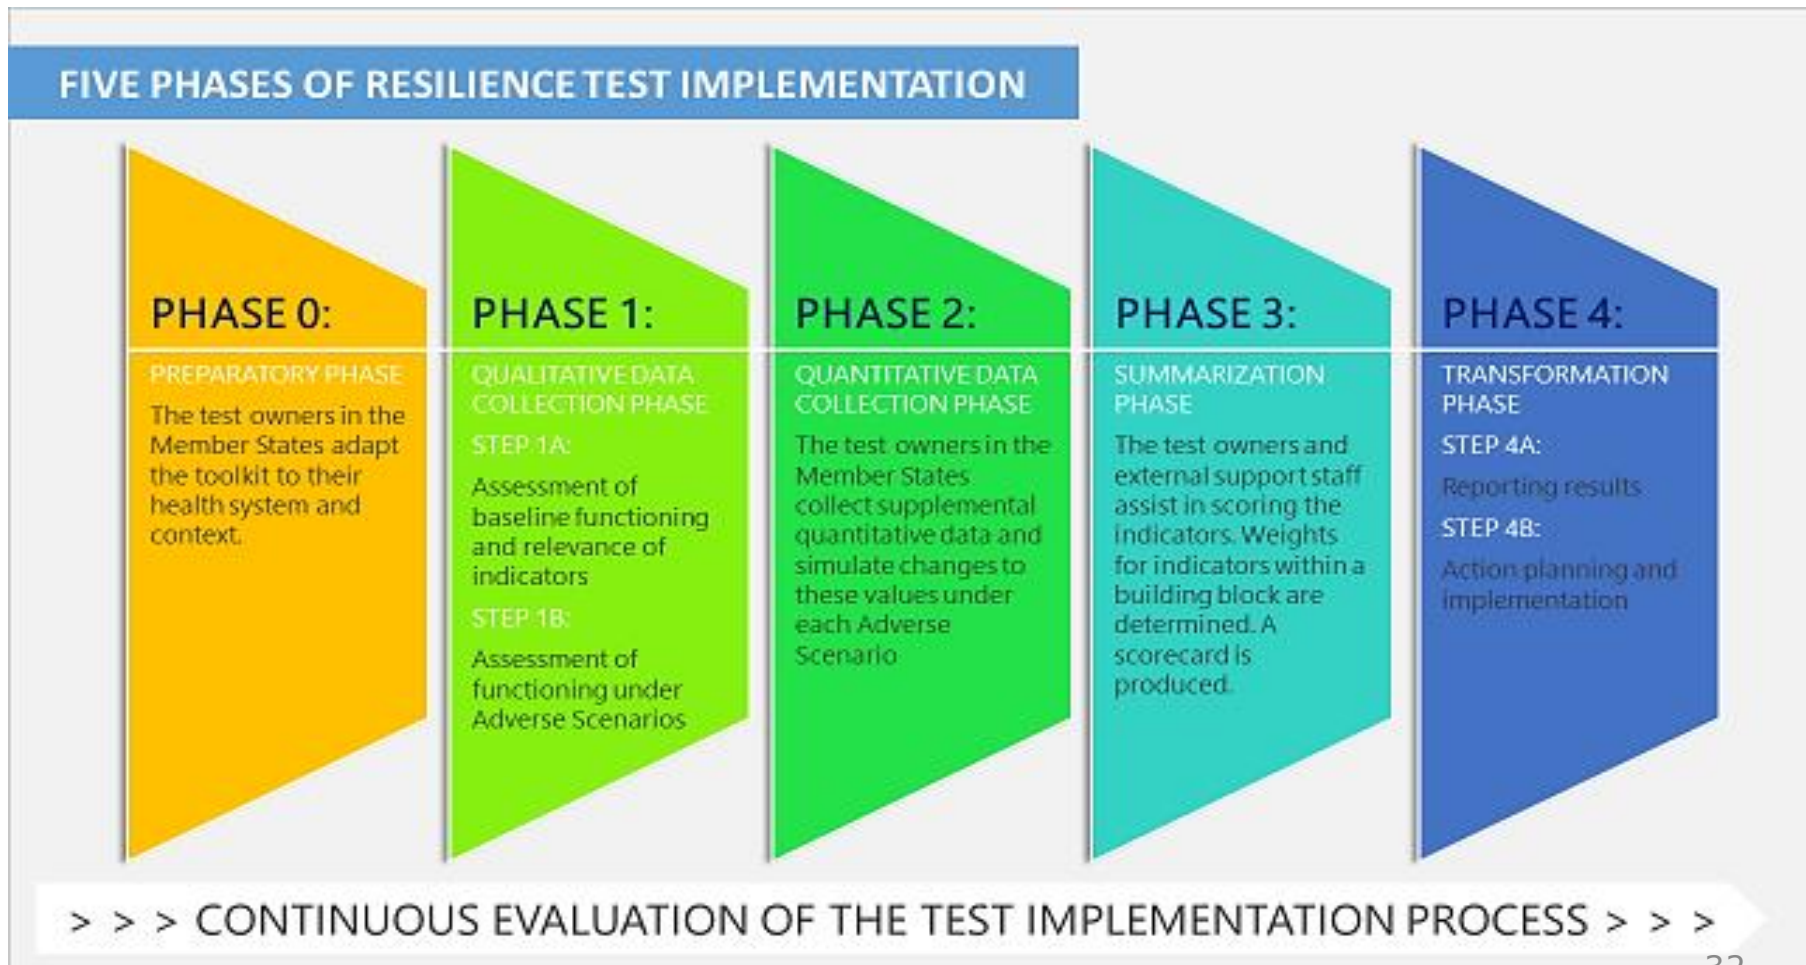 FIVE PHASES OF RESILIENCE TEST IMPLEMENTATION
PHASE 0:
PREPARATORY PHASE
The test owners in the
Member States adapt
the toolkit to their
health system and
context.
PHASE 1:
QUALITATIVE DATA
COLLECTION PHASE
STEP 1A:
Assessment of
baseline functioning
and relevance of
indicators
STEP 1B:
Assessment of
functioning under
Adverse Scenarios
PHASE 2:
QUANTITATIVE DATA
COLLECTION PHASE
The test owners in the
Member States
collect supplemental
quantitative data and
simulate changes to
these values under
each Adverse
Scenario
PHASE 3:
SUMMARIZATION
PHASE
The test owners and
external support staff
assist in scoring the
indicators. Weights
for indicators within a
building block are
determined. A
scorecard is
produced.
PHASE 4:
TRANSFORMATION
PHASE
STEP 4A:
Reporting results
STEP 4B:
Action planning and
implementation
> > > CONTINUOUS EVALUATION OF THE TEST IMPLEMENTATION PROCESS > > >